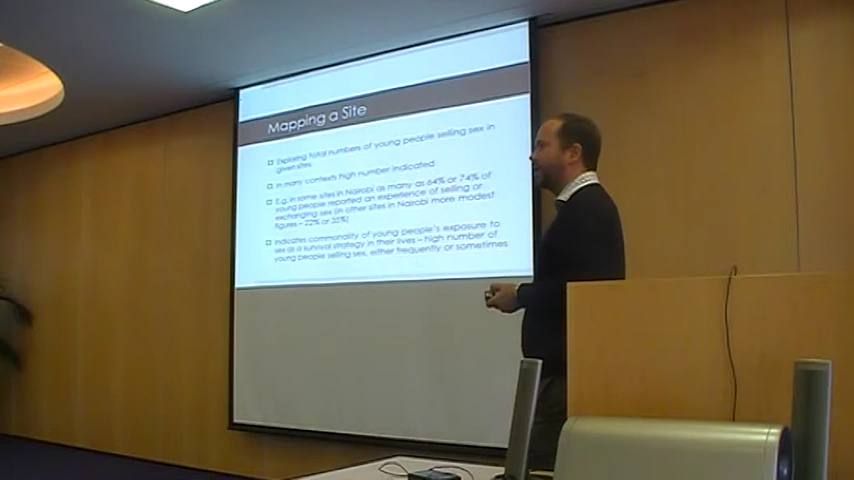 Mapping a Site
Exploring total numbers of young people selling sex in
given sites
In many contexts high number indicated
E.g. in some sites in Nairobi as many as 64% or 74% of
young people reported an experience of selling or
exchanging sex (in other sites in Nairobi more modest
figures – 22% or 35%)
Indicates commonality of young people's exposure to
sex as a survival strategy in their lives – high number of
young people selling sex, either frequently or sometimes